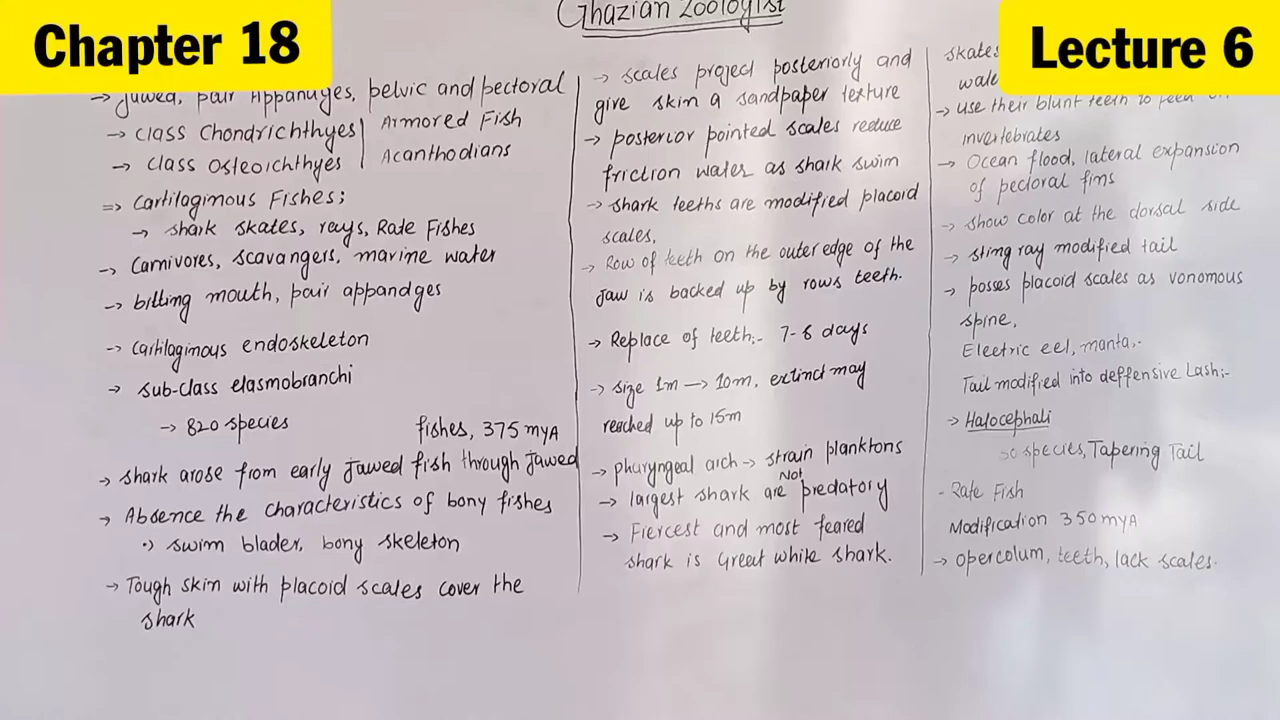 Chapter 18
Ghazian Zoologist
Lecture 6
→ Jawed, pair Appanages, pelvic and pectoral
→ class Chondrichthyes Armored Fish
→ class Osteoichthyes Acanthodians
⇒ Cartilaginous Fishes;
→ shark skates, rays, Rate Fishes
→ Carnivores, scavangers, marine water
→ bitting mouth, pair appandges
→ Cartilaginous endoskeleton
→ sub-class elasmobranchi
→ 820 species fishes, 375 myA
→ shark arose from early jawed fish through jawed
→ Absence the characteristics of bony fishes
•) swim blader, bony skeleton
→ Tough skin with placoid scales cover the
shark
→ scales project posteriorly and
give skin a sandpaper texture
→ posterior pointed scales reduce
friction water as shark swim
→ shark teeths are modified placoid
scales,
→ Row of teeth on the outer edge of the
Jaw is backed up by rows teeth.
→ Replace of teeth:- 7-8 days
→ size 1m → 10m, extinct may
reached up to 15m
→ pharyngeal arch → strain planktons
→ largest shark are Not predatory
→ Fiercest and most feared
shark is Great white shark.
skates
→ use their blunt teeth to feed
invertebrates
→ Ocean flood, lateral expansion
of pectoral fins
→ show color at the dorsal side
→ sting ray modified tail
→ posses placoid scales as vonomous
spine,
Electric eel, manta..
Tail modified into deffensive Lash:-
→ Halocephali
species, Tapering Tail
- Rate Fish
Modification 350 myA
→ opercolum, teeth, lack scales.